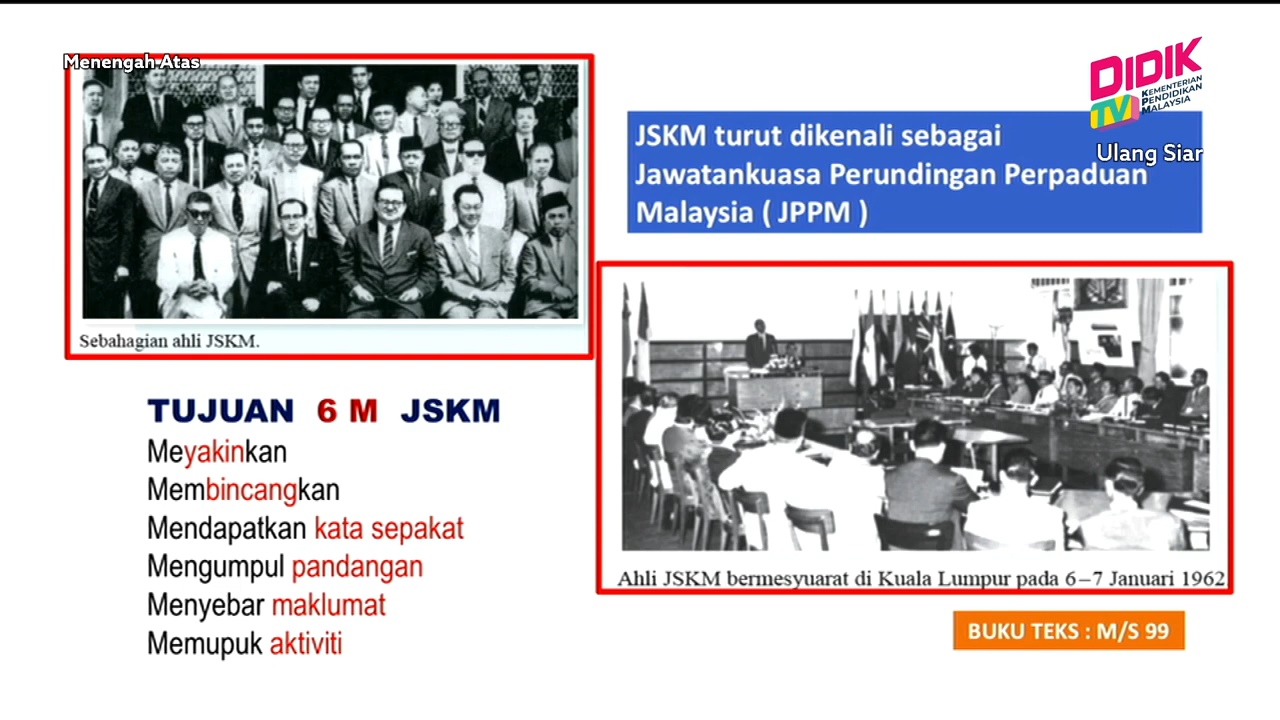 Menengah Atas
DIDIK
TV
KEMENTERIAN
PENDIDIKAN
MALAYSIA
JSKM turut dikenali sebagai
Ulang Siar
Jawatankuasa Perundingan Perpaduan
Malaysia ( JPPM )
Sebahagian ahli JSKM.
TUJUAN 6 M JSKM
Meyakinkan
Membincangkan
Mendapatkan kata sepakat
Mengumpul pandangan
Menyebar maklumat
Memupuk aktiviti
Ahli JSKM bermesyuarat di Kuala Lumpur pada 6–7 Januari 1962
BUKU TEKS : M/S 99